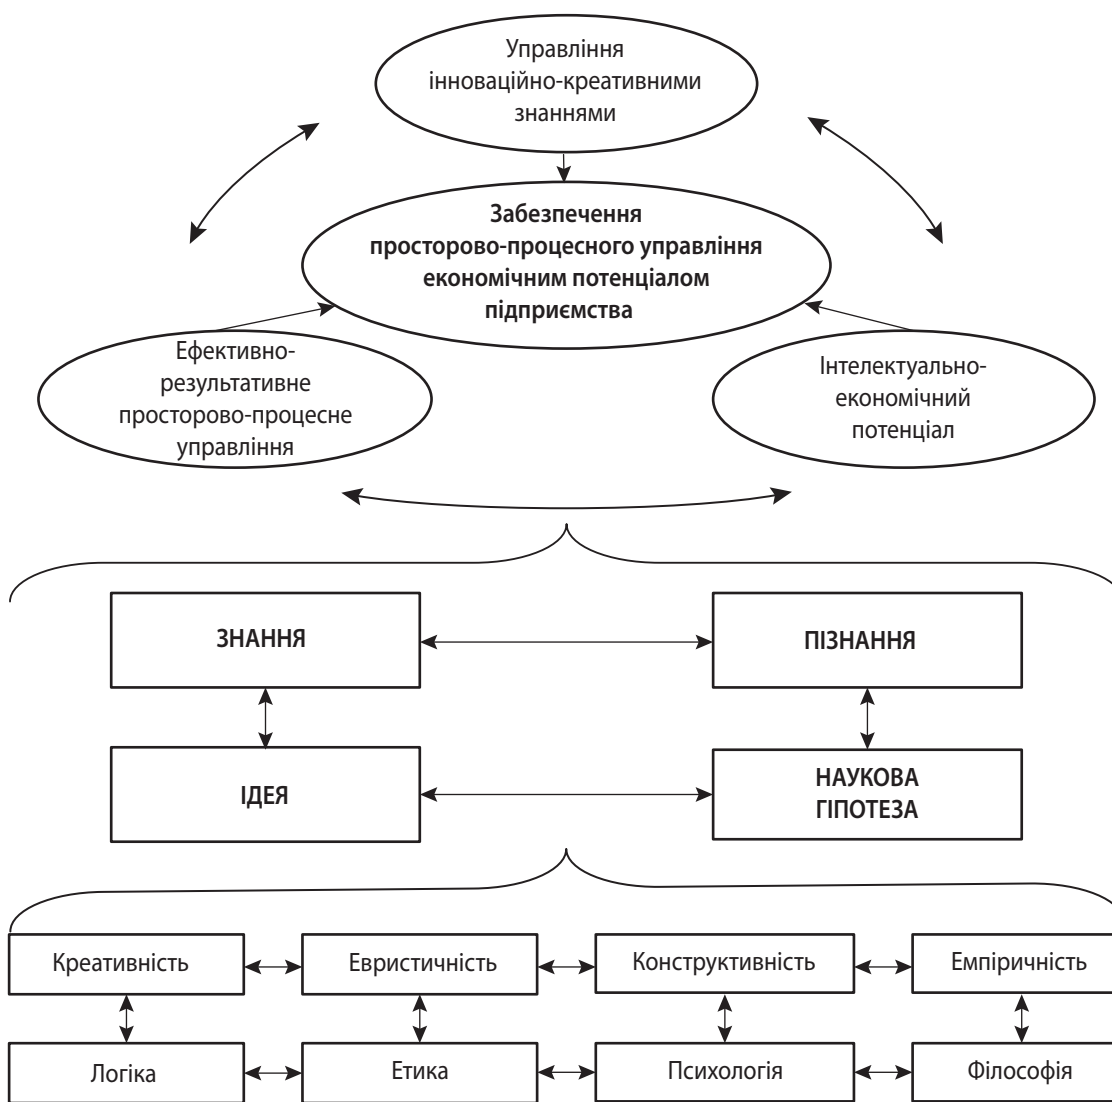 Управління
інноваційно-креативними
знаннями
Забезпечення
просторово-процесного управління
економічним потенціалом
підприємства
Ефективно-
результативне
просторово-процесне
управління
Інтелектуально-
економічний
потенціал
ЗНАННЯ
ПІЗНАННЯ
ІДЕЯ
НАУКОВА
ГІПОТЕЗА
Креативність
Евристичність
Конструктивність
Емпіричність
Логіка
Етика
Психологія
Філософія